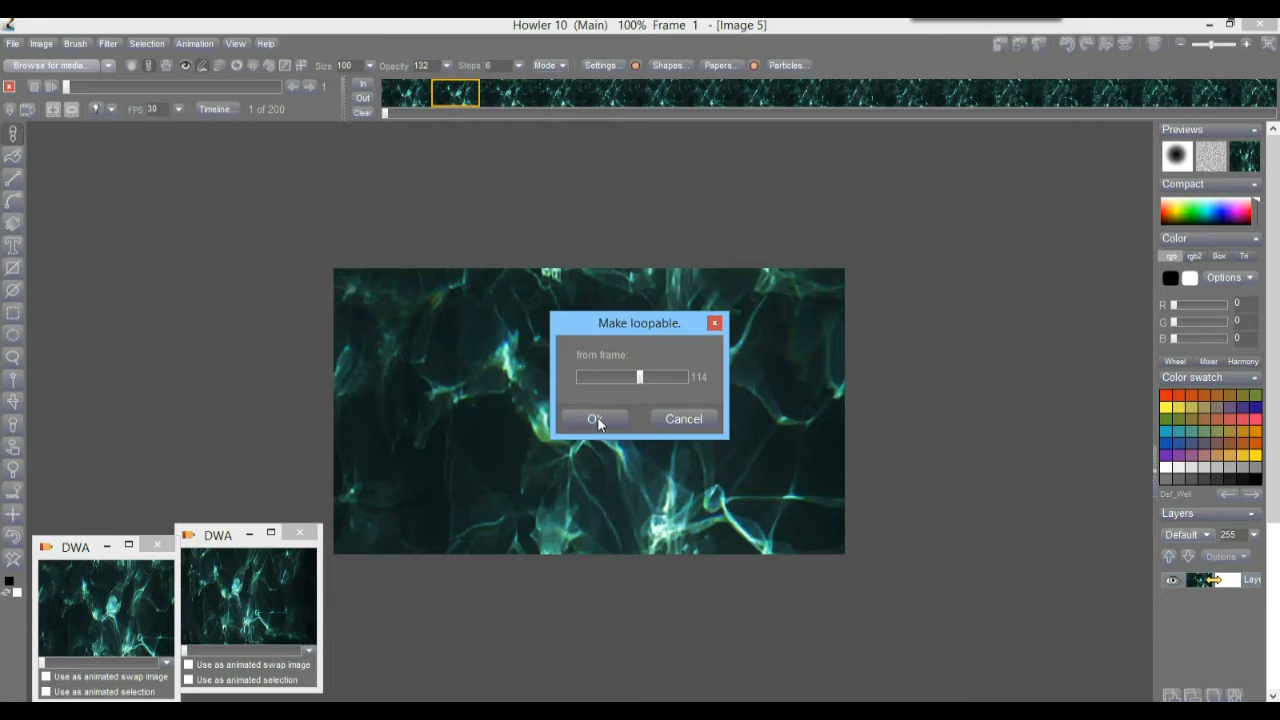 Howler 10 (Main) 100% Frame 1 - [Image 5]
File Image Brush Filter Selection Animation View Help
Browse for media... Size 100 Opacity 132 Steps 6 Mode Settings... Shapes... Papers... Particles...
1 In
Out
FPS 30 Timeline... 1 of 200 Clear
Previews
Compact
Color
rgb rgb2 Box Tri
Options
R 0
G 0
B 0
Wheel Mixer Harmony
Color swatch
Def_Well
Layers
Default 255
Options
Laye
Make loopable.
from frame:
114
Ok Cancel
DWA
Use as animated swap image
Use as animated selection
DWA
Use as animated swap image
Use as animated selection
100%